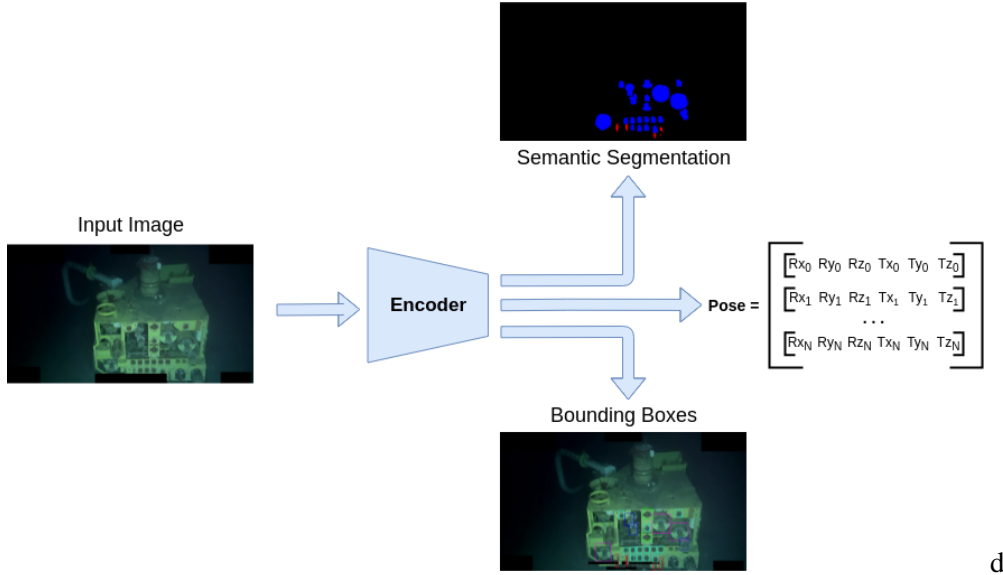 Semantic Segmentation
Input Image
Encoder
Pose =
Rx0 Ry0 Rz0 Tx0 Ty0 Tz0
Rx1 Ry1 Rz1 Tx1 Ty1 Tz1
...
RxN RyN RzN TxN TyN TzN
Bounding Boxes
d